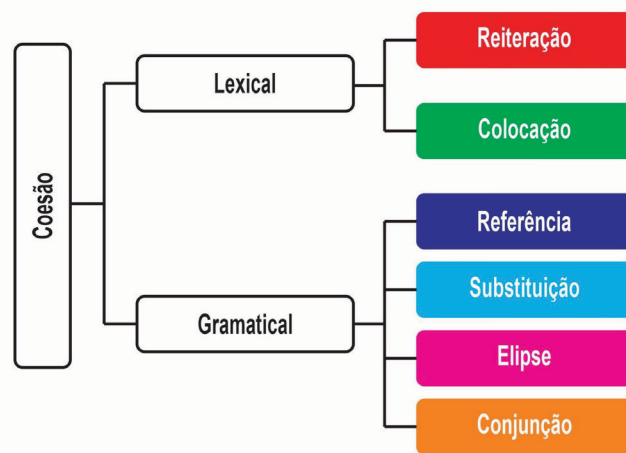 Coesão
Lexical
Reiteração
Colocação
Gramatical
Referência
Substituição
Elipse
Conjunção